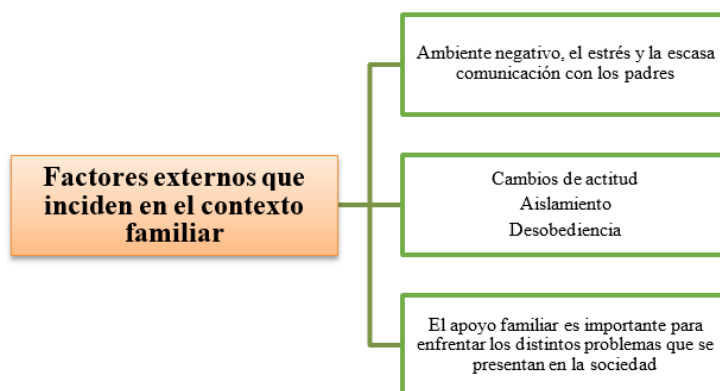 Factores externos que
inciden en el contexto
familiar
Ambiente negativo, el estrés y la escasa
comunicación con los padres
Cambios de actitud
Aislamiento
Desobediencia
El apoyo familiar es importante para
enfrentar los distintos problemas que se
presentan en la sociedad